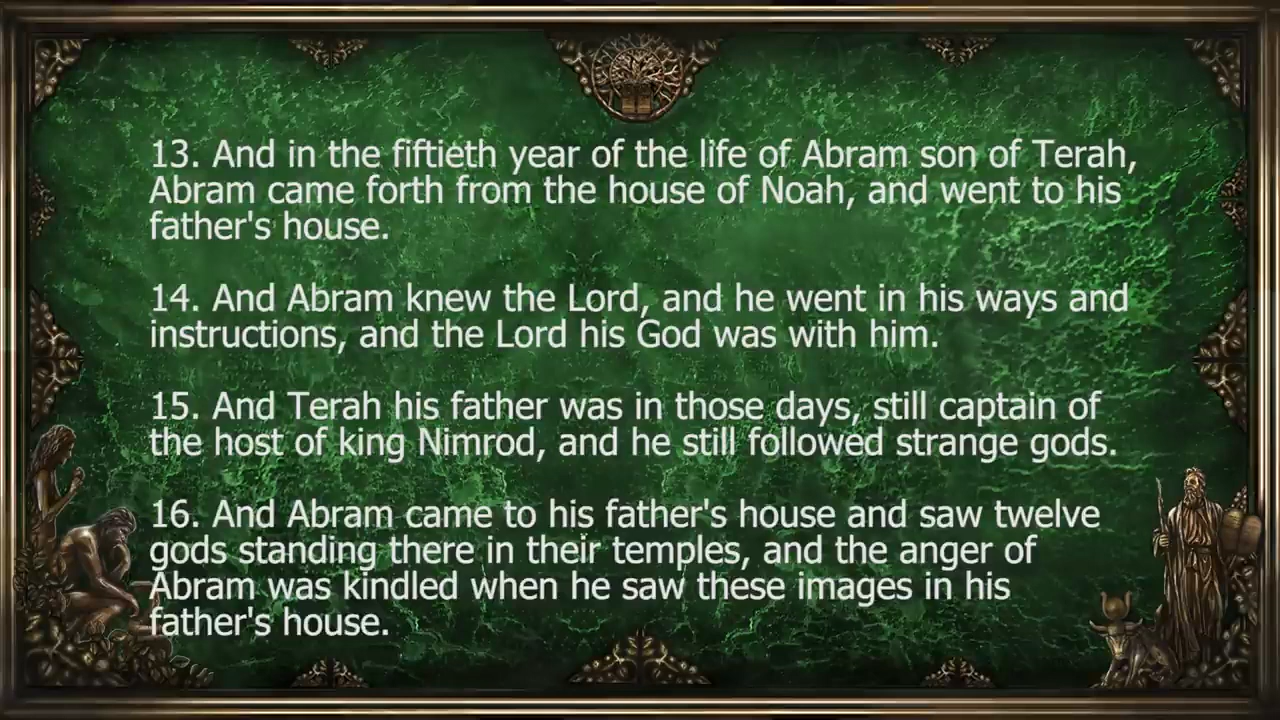 13. And in the fiftieth year of the life of Abram son of Terah,
Abram came forth from the house of Noah, and went to his
father's house.
14. And Abram knew the Lord, and he went in his ways and
instructions, and the Lord his God was with him.
15. And Terah his father was in those days, still captain of
the host of king Nimrod, and he still followed strange gods.
16. And Abram came to his father's house and saw twelve
gods standing there in their temples, and the anger of
Abram was kindled when he saw these images in his
father's house.